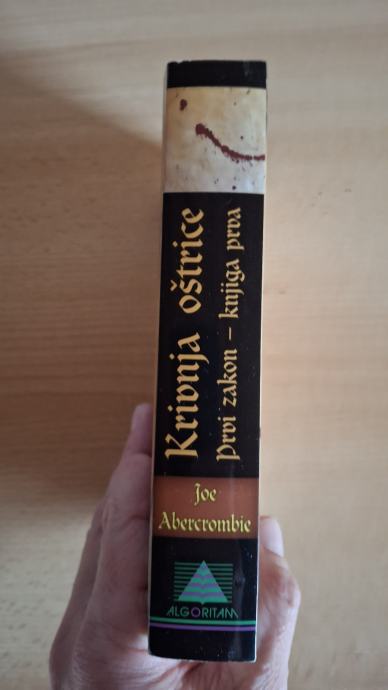 Krivnja oštrice
Prvi zakon – knjiga prva
Joe
Abercrombie
ALGORITAM